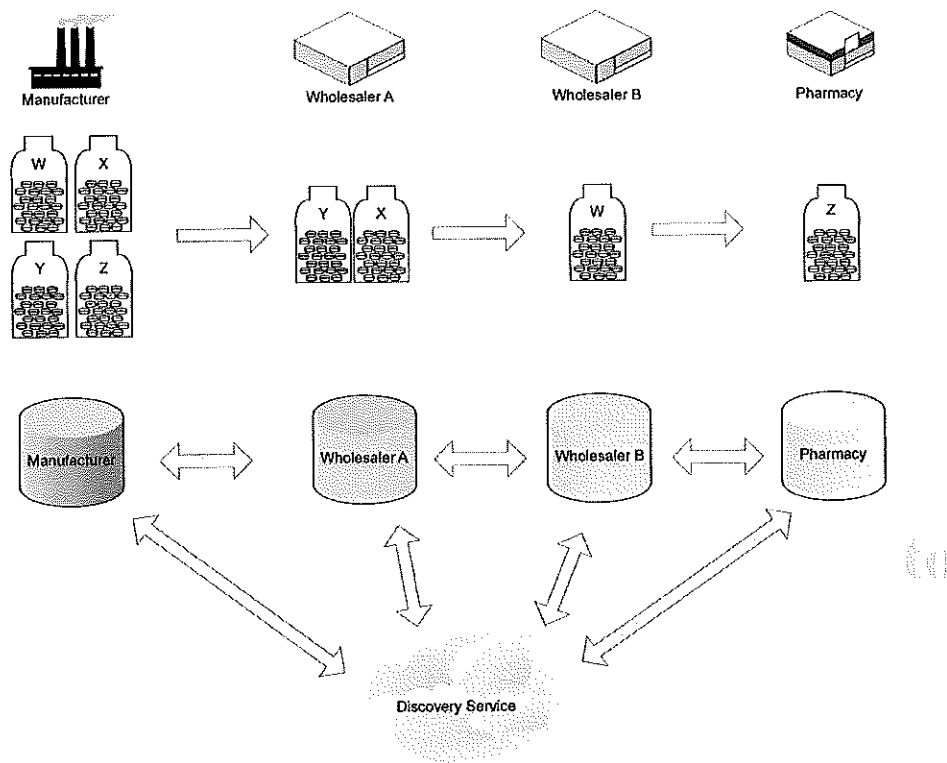 Manufacturer
Wholesaler A
Wholesaler B
Pharmacy
W X
Y X
W
Z
Y Z
Manufacturer
Wholesaler A
Wholesaler B
Pharmacy
Discovery Service